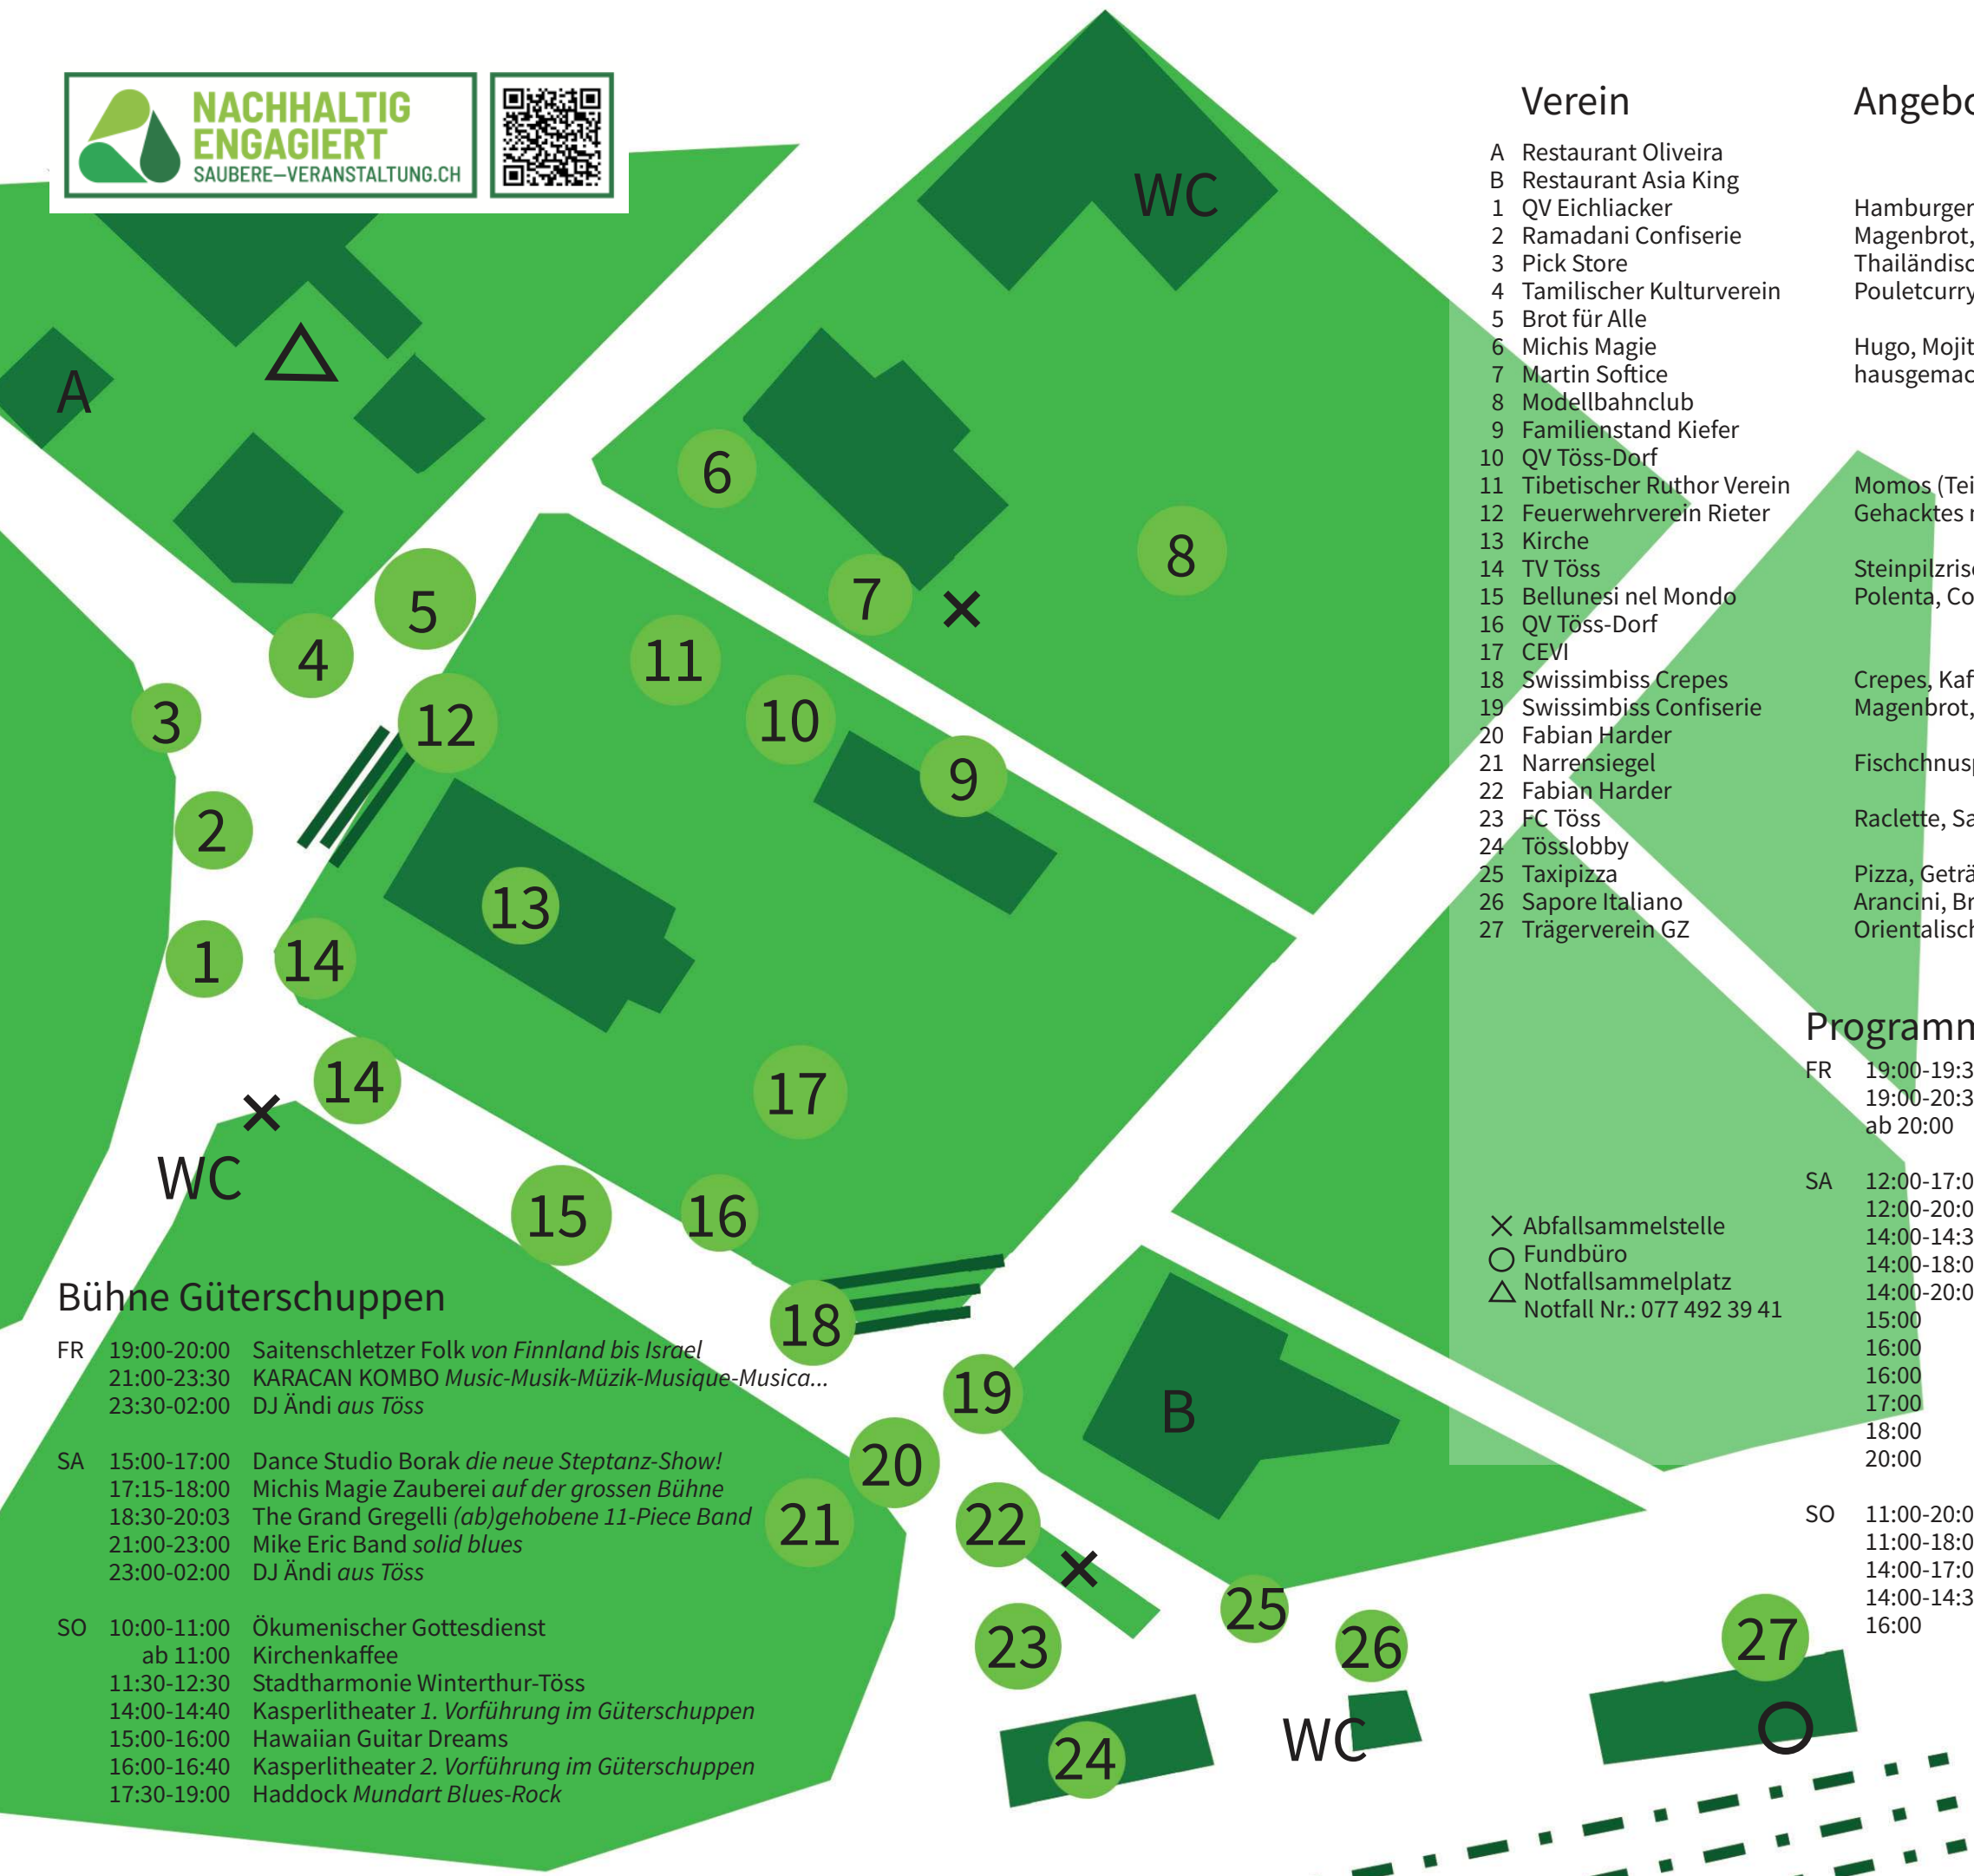 NACHHALTIG
ENGAGIERT
SAUBERE–VERANSTALTUNG.CH
WC
A
6
8
7
5
4
11
3
12
10
9
2
13
1
14
14
17
WC
15
16
18
19
B
20
21
22
25
23
26
27
24
WC
Verein
A Restaurant Oliveira
B Restaurant Asia King
1 QV Eichliacker Hamburger
2 Ramadani Confiserie Magenbrot,
3 Pick Store
4 Tamilischer Kulturverein Pouletcurry
5 Brot für Alle
6 Michis Magie Hugo,
7 Martin Softice
8 Modellbahnclub
9 Familienstand Kiefer
10 QV Töss-Dorf
11 Tibetischer Ruthor Verein Momos
12 Feuerwehrverein Rieter Gehacktes
13 Kirche
14 TV Töss
15 Bellunesi nel Mondo Polenta,
16 QV Töss-Dorf
17 CEVI
18 Swissimbiss Crepes Crepes,
19 Swissimbiss Confiserie Magenbrot,
20 Fabian Harder
21 Narrensiegel
22 Fabian Harder
23 FC Töss Raclette,
24 Tösslobby
25 Taxipizza Pizza,
26 Sapore Italiano Arancini,
27 Trägerverein GZ
FR
ab 20:00
SA
15:00
16:00
16:00
17:00
18:00
20:00
SO
16:00
Abfallsammelstelle
Fundbüro
Notfallsammelplatz
Notfall Nr.: 077 492 39 41
Bühne Güterschuppen
FR 19:00-20:00 Saitenschletzer Folk von Finnland bis Israel
21:00-23:30 KARACAN KOMBO Music-Musik-Müzik-Musique-Musica...
23:30-02:00 DJ Ändi aus Töss
SA 15:00-17:00 Dance Studio Borak die neue Steptanz-Show!
17:15-18:00 Michis Magie Zauberei auf der grossen Bühne
18:30-20:03 The Grand Gregelli (ab)gehobene 11-Piece Band
21:00-23:00 Mike Eric Band solid blues
23:00-02:00 DJ Ändi aus Töss
SO 10:00-11:00 Ökumenischer Gottesdienst
ab 11:00 Kirchenkaffee
11:30-12:30 Stadtharmonie Winterthur-Töss
14:00-14:40 Kasperlitheater 1. Vorführung im Güterschuppen
15:00-16:00 Hawaiian Guitar Dreams
16:00-16:40 Kasperlitheater 2. Vorführung im Güterschuppen
17:30-19:00 Haddock Mundart Blues-Rock